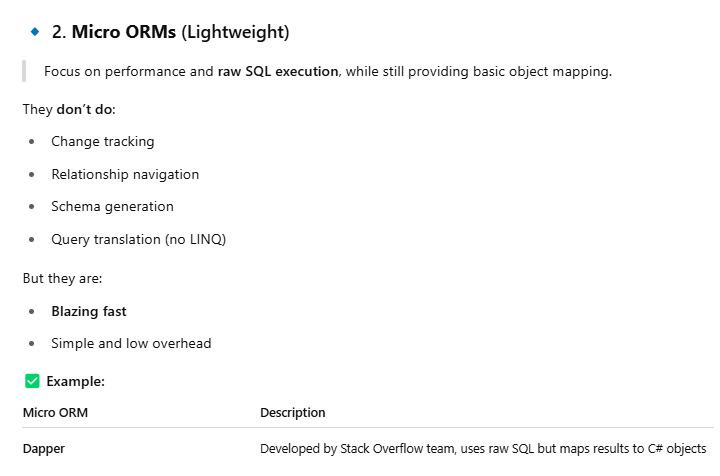 2. Micro ORMs (Lightweight)
Focus on performance and raw SQL execution, while still providing basic object mapping.
They don’t do:
Change tracking
Relationship navigation
Schema generation
Query translation (no LINQ)
But they are:
Blazing fast
Simple and low overhead
Example:
Micro ORM Description
Dapper Developed by Stack Overflow team, uses raw SQL but maps results to C# objects